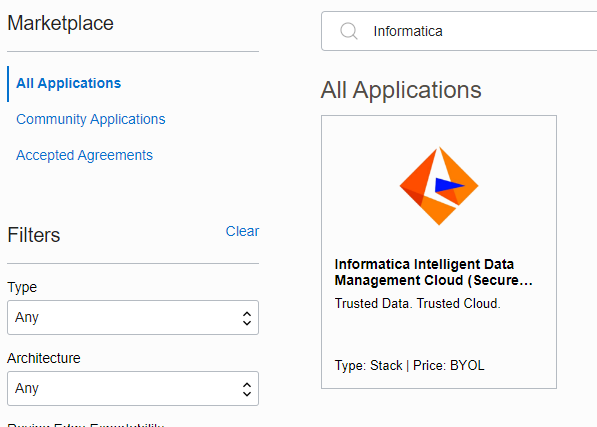 Marketplace
All Applications
Community Applications
Accepted Agreements
Filters
Clear
Type
Any
Architecture
Any
Informatica
All Applications
Informatica Intelligent Data
Management Cloud (Secure...
Trusted Data. Trusted Cloud.
Type: Stack | Price: BYOL